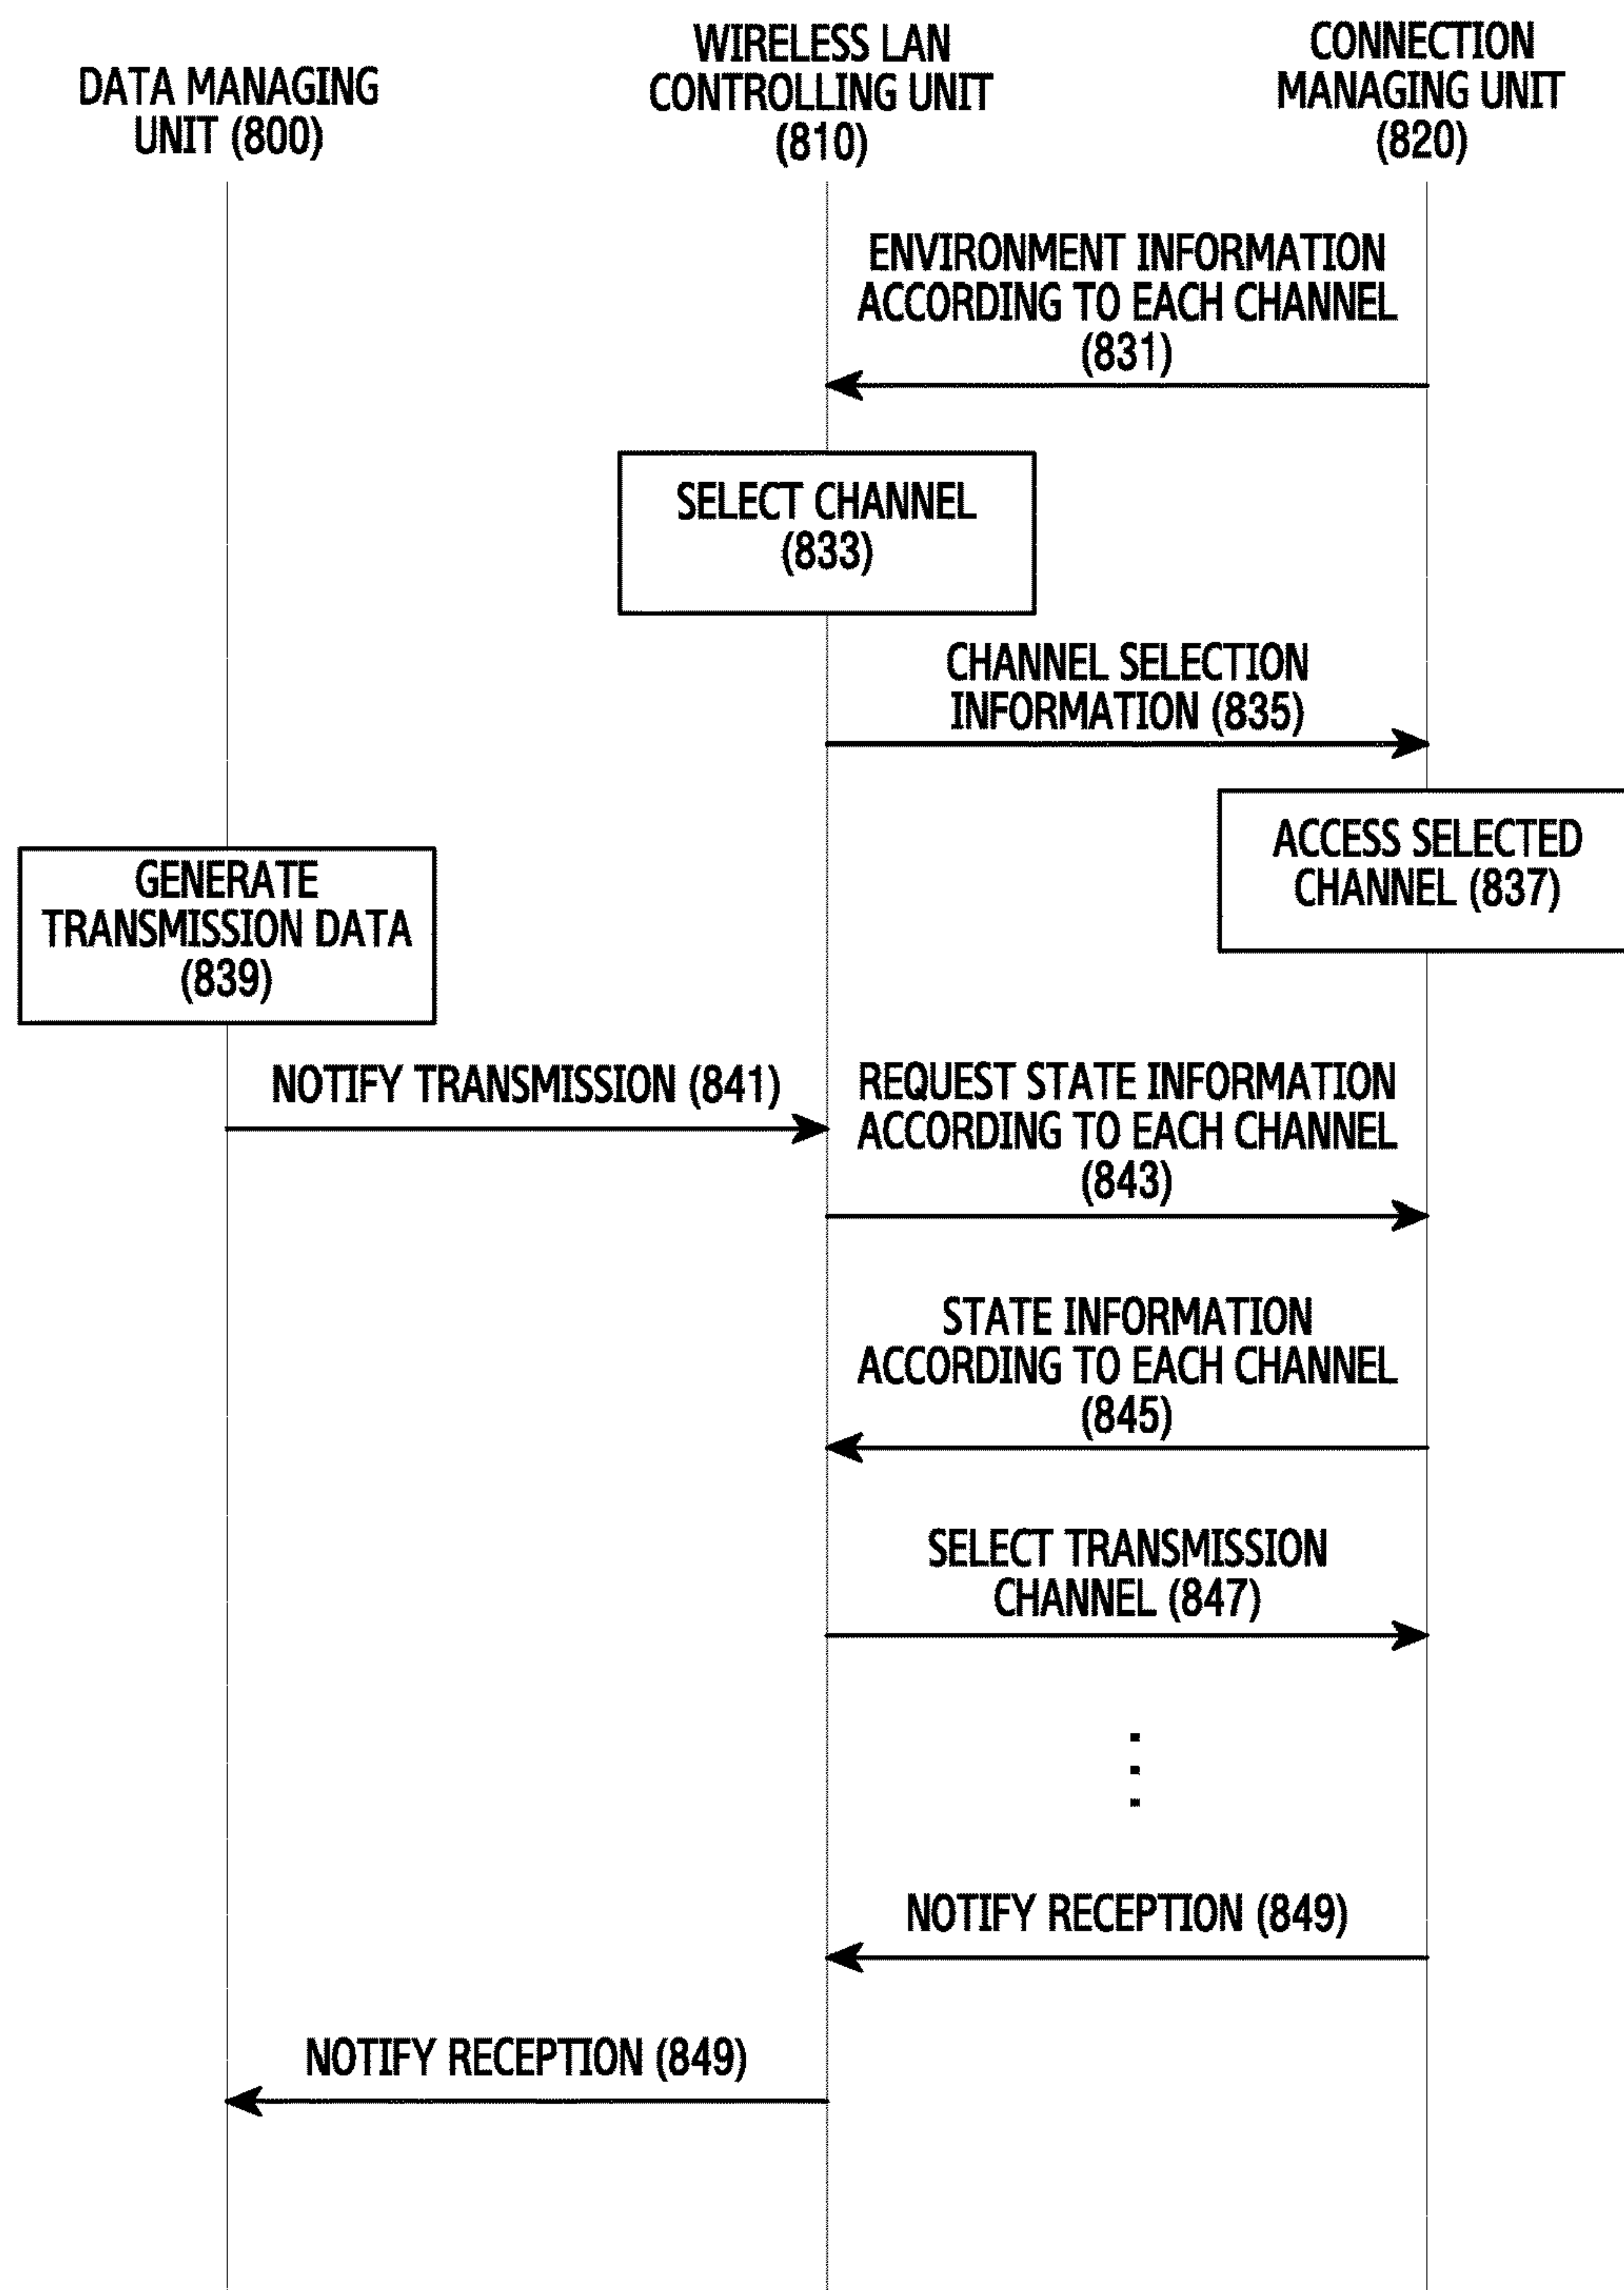 DATA MANAGING
UNIT (800)
WIRELESS LAN
CONTROLLING UNIT
(810)
CONNECTION
MANAGING UNIT
(820)
ENVIRONMENT INFORMATION
ACCORDING TO EACH CHANNEL
(831)
SELECT CHANNEL
(833)
CHANNEL SELECTION
INFORMATION (835)
ACCESS SELECTED
CHANNEL (837)
GENERATE
TRANSMISSION DATA
(839)
NOTIFY TRANSMISSION (841)
REQUEST STATE INFORMATION
ACCORDING TO EACH CHANNEL
(843)
STATE INFORMATION
ACCORDING TO EACH CHANNEL
(845)
SELECT TRANSMISSION
CHANNEL (847)
NOTIFY RECEPTION (849)
NOTIFY RECEPTION (849)